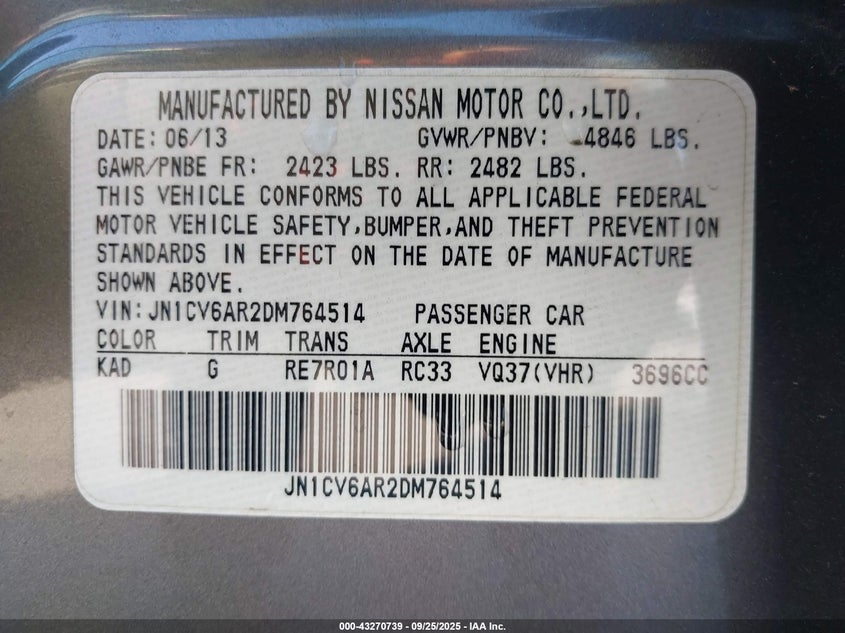 MANUFACTURED BY NISSAN MOTOR CO.,LTD.
DATE: 06/13 GVWR/PNBV: 4846 LBS.
GAWR/PNBE FR: 2423 LBS. RR: 2482 LBS.
THIS VEHICLE CONFORMS TO ALL APPLICABLE FEDERAL
MOTOR VEHICLE SAFETY,BUMPER,AND THEFT PREVENTION
STANDARDS IN EFFECT ON THE DATE OF MANUFACTURE
SHOWN ABOVE.
VIN:JN1CV6AR2DM764514 PASSENGER CAR
COLOR TRIM TRANS AXLE ENGINE
KAD G RE7R01A RC33 VQ37(VHR) 3696CC
JN1CV6AR2DM764514
000-43270739 - 09/25/2025 - IAA Inc.